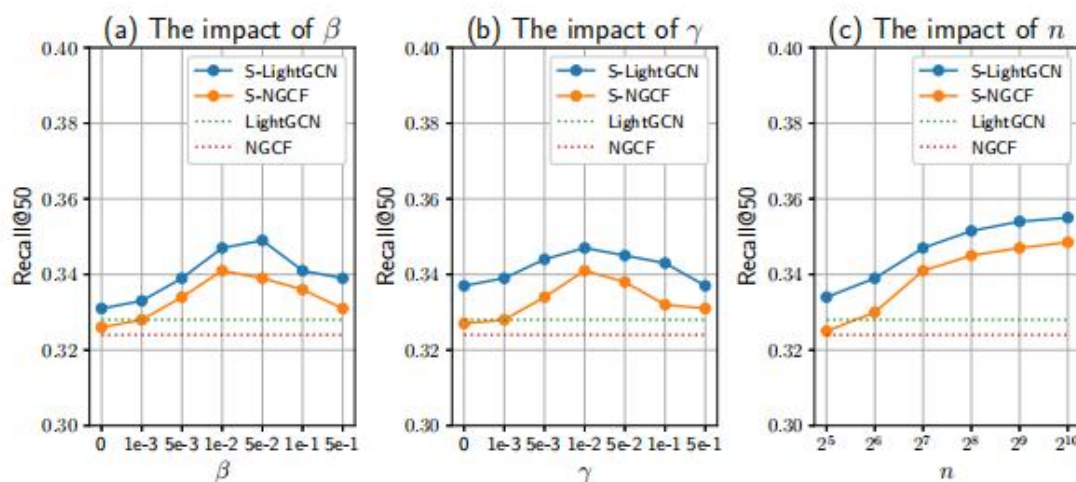 (a) The impact of β
0.40
0.38
0.36
0.34
0.32
0.30
Recall@50
S-LightGCN
S-NGCF
LightGCN
NGCF
0 1e-3 5e-3 1e-2 5e-2 1e-1 5e-1
β
(b) The impact of γ
0.40
0.38
0.36
0.34
0.32
0.30
Recall@50
S-LightGCN
S-NGCF
LightGCN
NGCF
0 1e-3 5e-3 1e-2 5e-2 1e-1 5e-1
γ
(c) The impact of n
0.40
0.38
0.36
0.34
0.32
0.30
Recall@50
S-LightGCN
S-NGCF
LightGCN
NGCF
2⁵ 2⁶ 2⁷ 2⁸ 2⁹ 2¹⁰
n